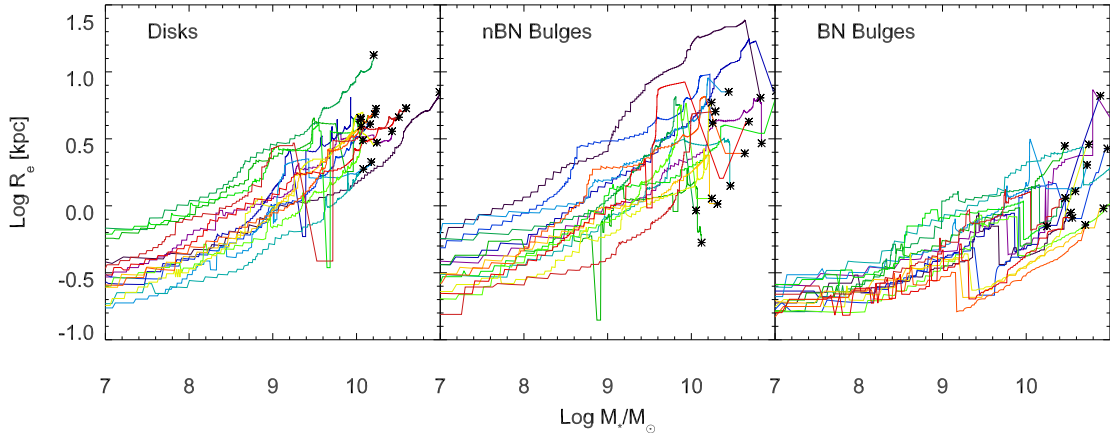 Disks
nBN Bulges
BN Bulges
1.5
1.0
0.5
0.0
-0.5
-1.0
Log R_e [kpc]
7 8 9 10 7 8 9 10 7 8 9 10
Log M_*/M_☉